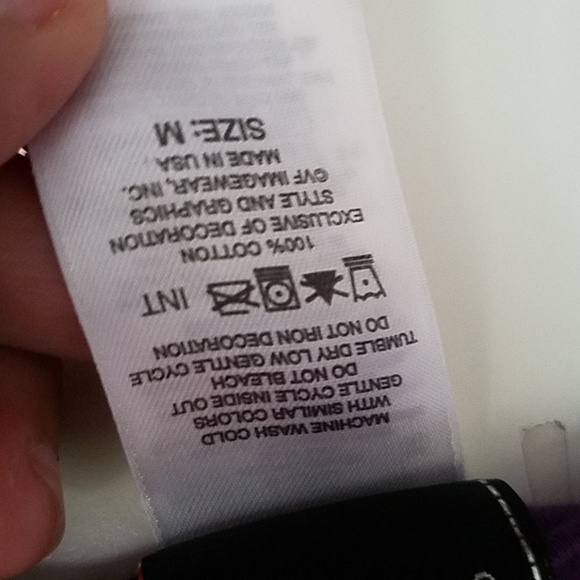 MACHINE WASH COLD
WITH SIMILAR COLORS
GENTLE CYCLE INSIDE OUT
DO NOT BLEACH
TUMBLE DRY LOW GENTLE CYCLE
DO NOT IRON DECORATION
INT
100% COTTON
EXCLUSIVE OF DECORATION
STYLE AND GRAPHICS
©VF IMAGEWEAR, INC.
MADE IN USA
SIZE: M